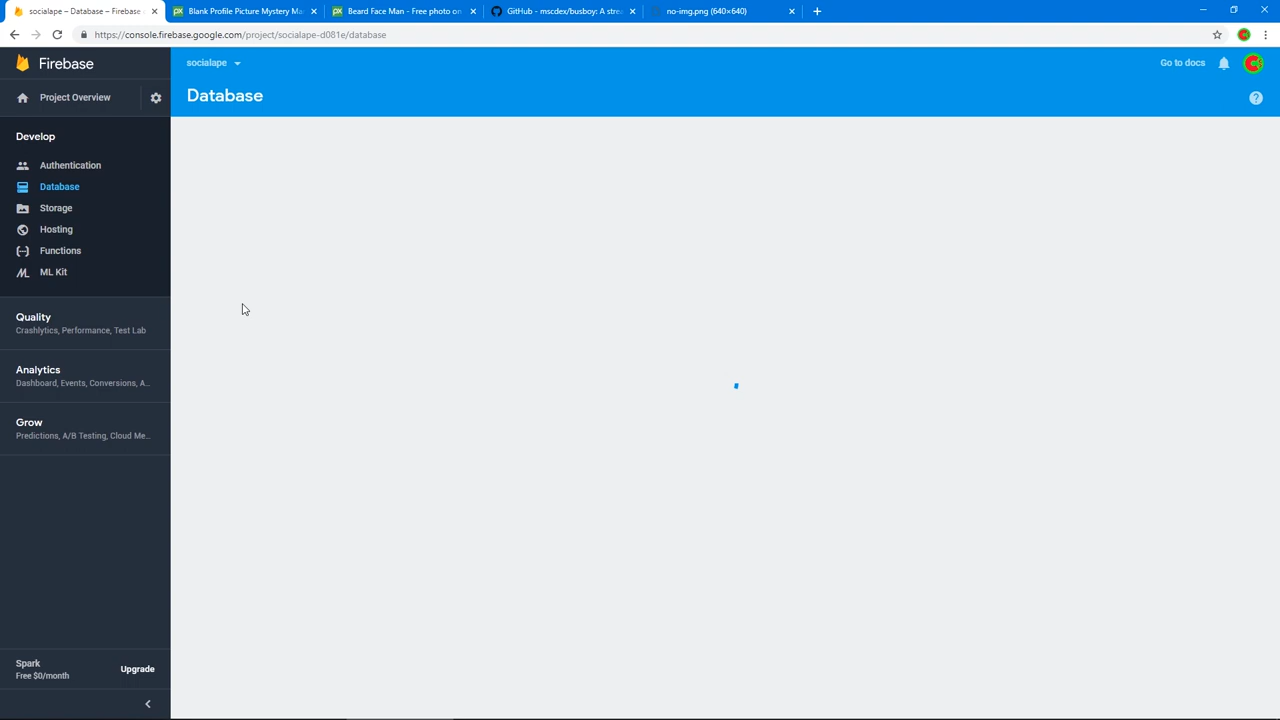 socialape – Database – Firebase c
Blank Profile Picture Mystery Ma
Beard Face Man - Free photo on
GitHub - mscdex/busboy: A strea
no-img.png (640×640)
https://console.firebase.google.com/project/socialape-d081e/database
Firebase
socialape
Go to docs
Project Overview
Database
Develop
Authentication
Database
Storage
Hosting
Functions
ML Kit
Quality
Crashlytics, Performance, Test Lab
Analytics
Dashboard, Events, Conversions, A...
Grow
Predictions, A/B Testing, Cloud Me...
Spark
Free $0/month
Upgrade